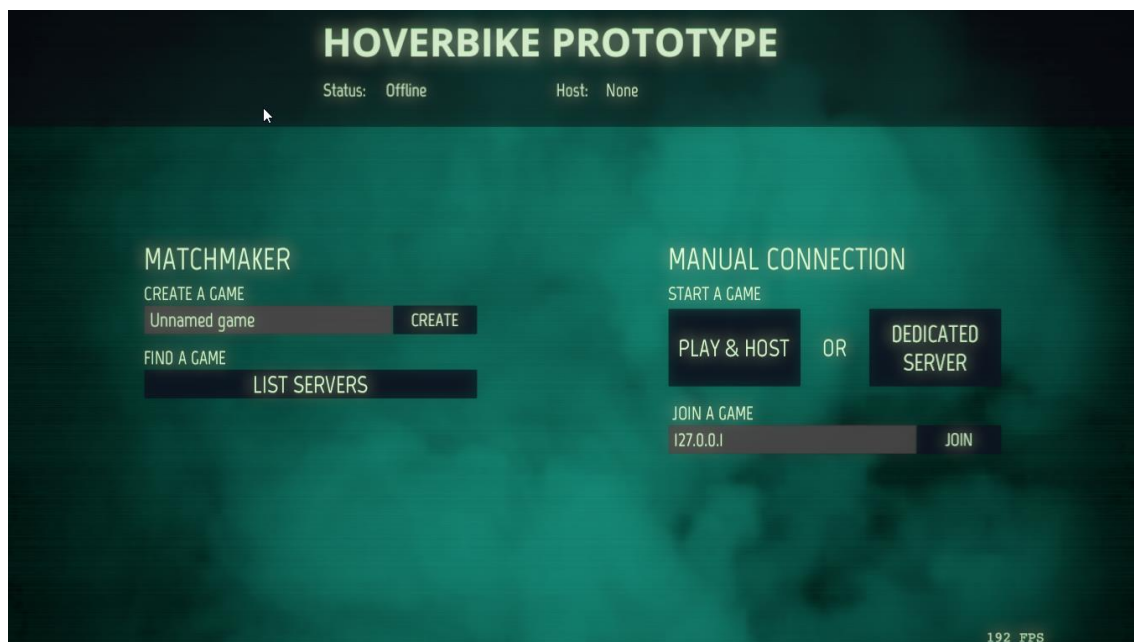 HOVERBIKE PROTOTYPE
Status: Offline Host: None
MATCHMAKER
CREATE A GAME
Unnamed game CREATE
FIND A GAME
LIST SERVERS
MANUAL CONNECTION
START A GAME
PLAY & HOST OR DEDICATED
SERVER
JOIN A GAME
127.0.0.1 JOIN
192 FPS